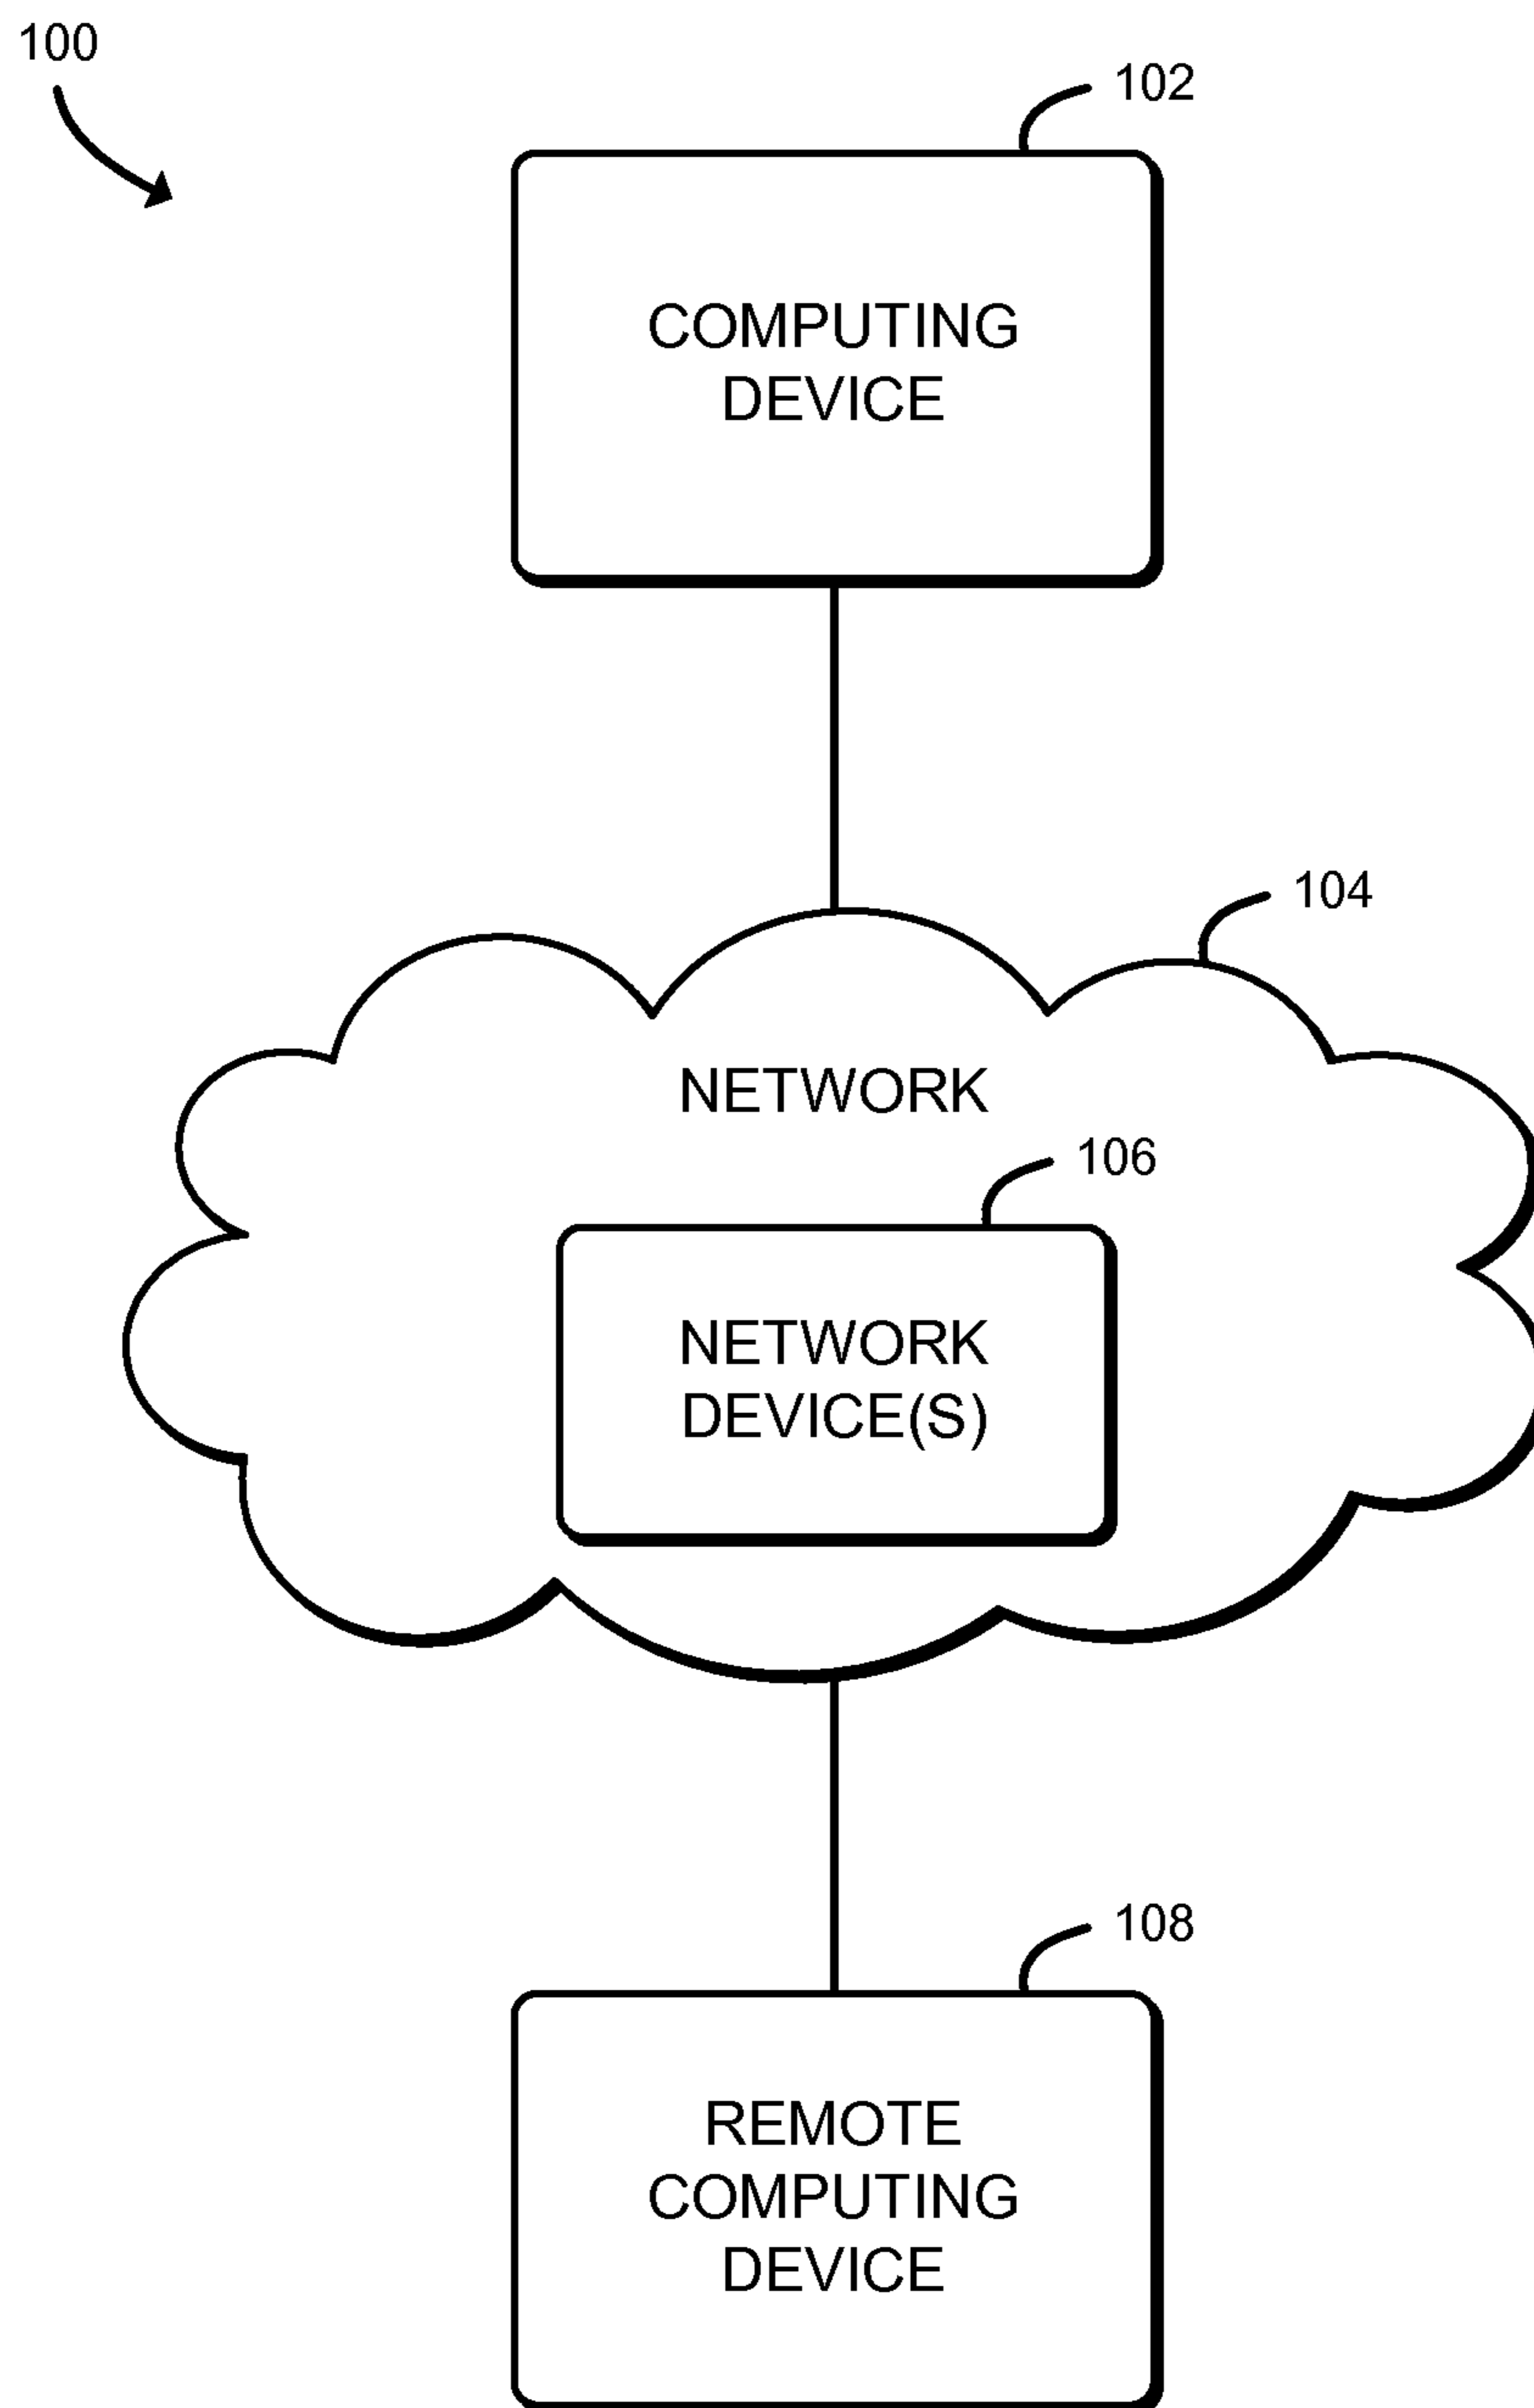 100
102
COMPUTING
DEVICE
104
NETWORK
106
NETWORK
DEVICE(S)
108
REMOTE
COMPUTING
DEVICE